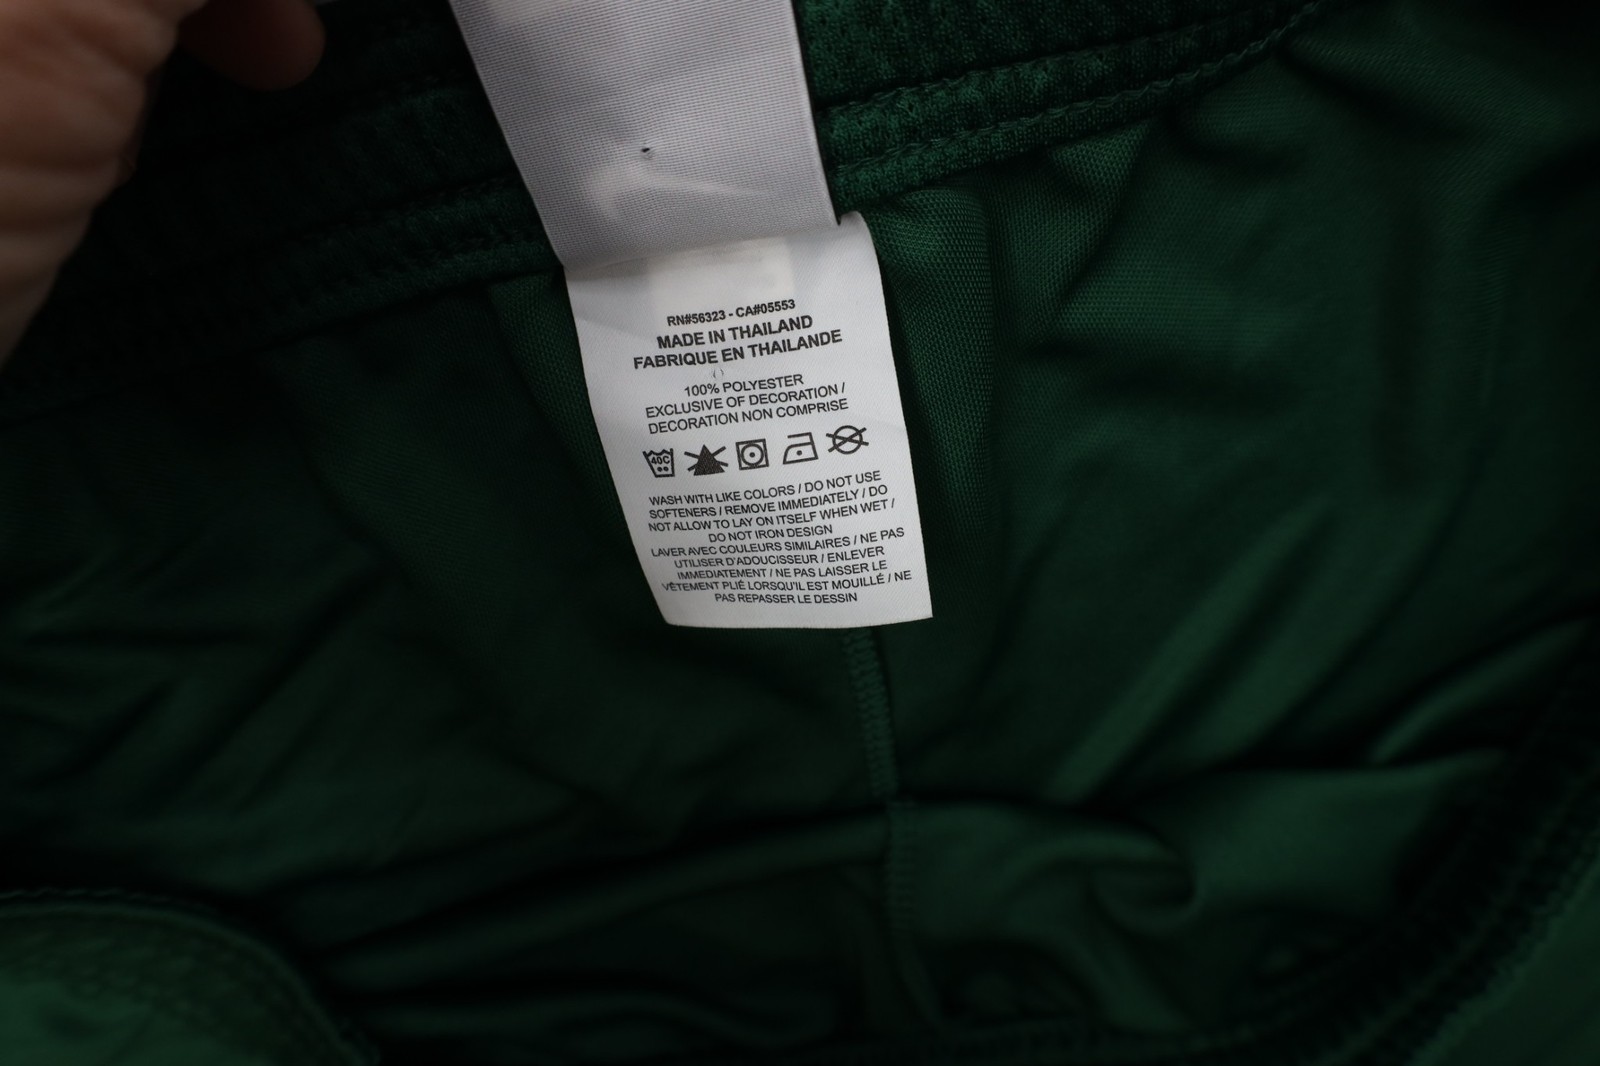 RN#56323 - CA#05553
MADE IN THAILAND
FABRIQUE EN THAILANDE
100% POLYESTER
EXCLUSIVE OF DECORATION /
DECORATION NON COMPRISE
40C
WASH WITH LIKE COLORS / DO NOT USE
SOFTENERS / REMOVE IMMEDIATELY / DO
NOT ALLOW TO LAY ON ITSELF WHEN WET /
DO NOT IRON DESIGN
LAVER AVEC COULEURS SIMILAIRES / NE PAS
UTILISER D'ADOUCISSEUR / ENLEVER
IMMEDIATEMENT / NE PAS LAISSER LE
VÊTEMENT PLIÉ LORSQU'IL EST MOUILLÉ / NE
PAS REPASSER LE DESSIN